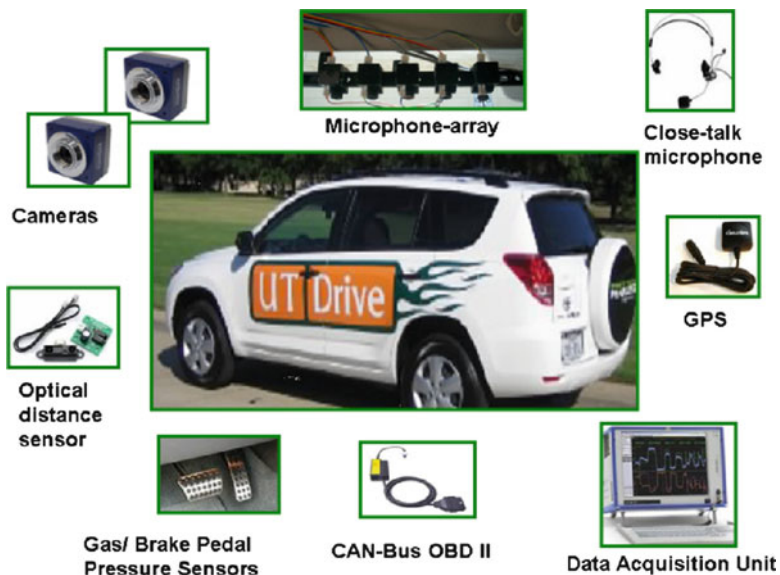 Microphone-array
Close-talk
microphone
Cameras
UT Drive
GPS
Optical
distance
sensor
Gas/ Brake Pedal
Pressure Sensors
CAN-Bus OBD II
Data Acquisition Unit